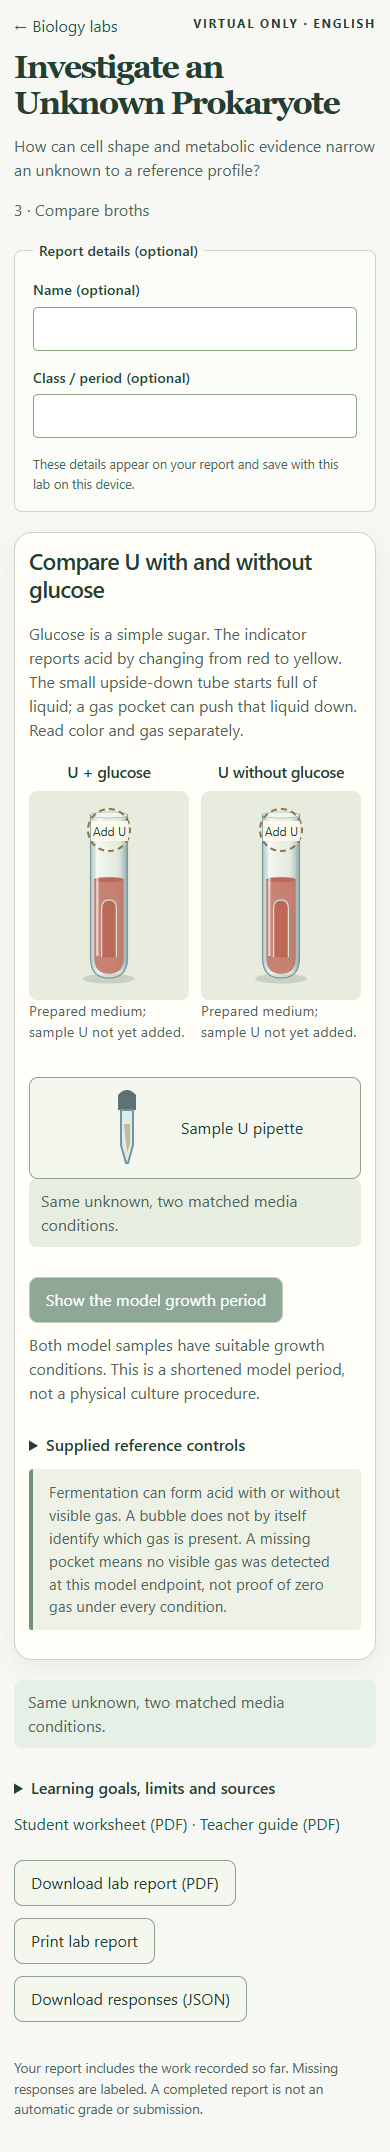 ← Biology labs
VIRTUAL ONLY • ENGLISH
Investigate an
Unknown Prokaryote
How can cell shape and metabolic evidence narrow
an unknown to a reference profile?
3 · Compare broths
Report details (optional)
Name (optional)
Class / period (optional)
These details appear on your report and save with this
lab on this device.
Compare U with and without
glucose
Glucose is a simple sugar. The indicator
reports acid by changing from red to yellow.
The small upside-down tube starts full of
liquid; a gas pocket can push that liquid down.
Read color and gas separately.
U + glucose
U without glucose
Add U
Add U
Prepared medium;
sample U not yet added.
Prepared medium;
sample U not yet added.
Sample U pipette
Same unknown, two matched media
conditions.
Show the model growth period
Both model samples have suitable growth
conditions. This is a shortened model period,
not a physical culture procedure.
▶ Supplied reference controls
Fermentation can form acid with or without
visible gas. A bubble does not by itself
identify which gas is present. A missing
pocket means no visible gas was detected
at this model endpoint, not proof of zero
gas under every condition.
Same unknown, two matched media
conditions.
▶ Learning goals, limits and sources
Student worksheet (PDF) · Teacher guide (PDF)
Download lab report (PDF)
Print lab report
Download responses (JSON)
Your report includes the work recorded so far. Missing
responses are labeled. A completed report is not an
automatic grade or submission.